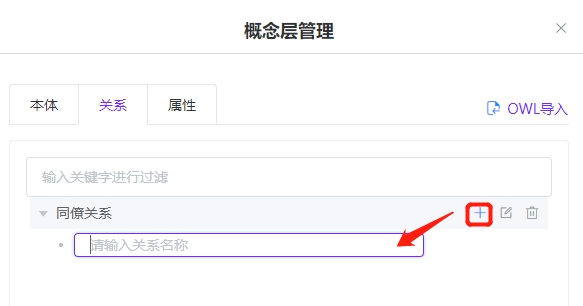 概念层管理
本体
关系
属性
OWL导入
输入关键字进行过滤
同僚关系
请输入关系名称